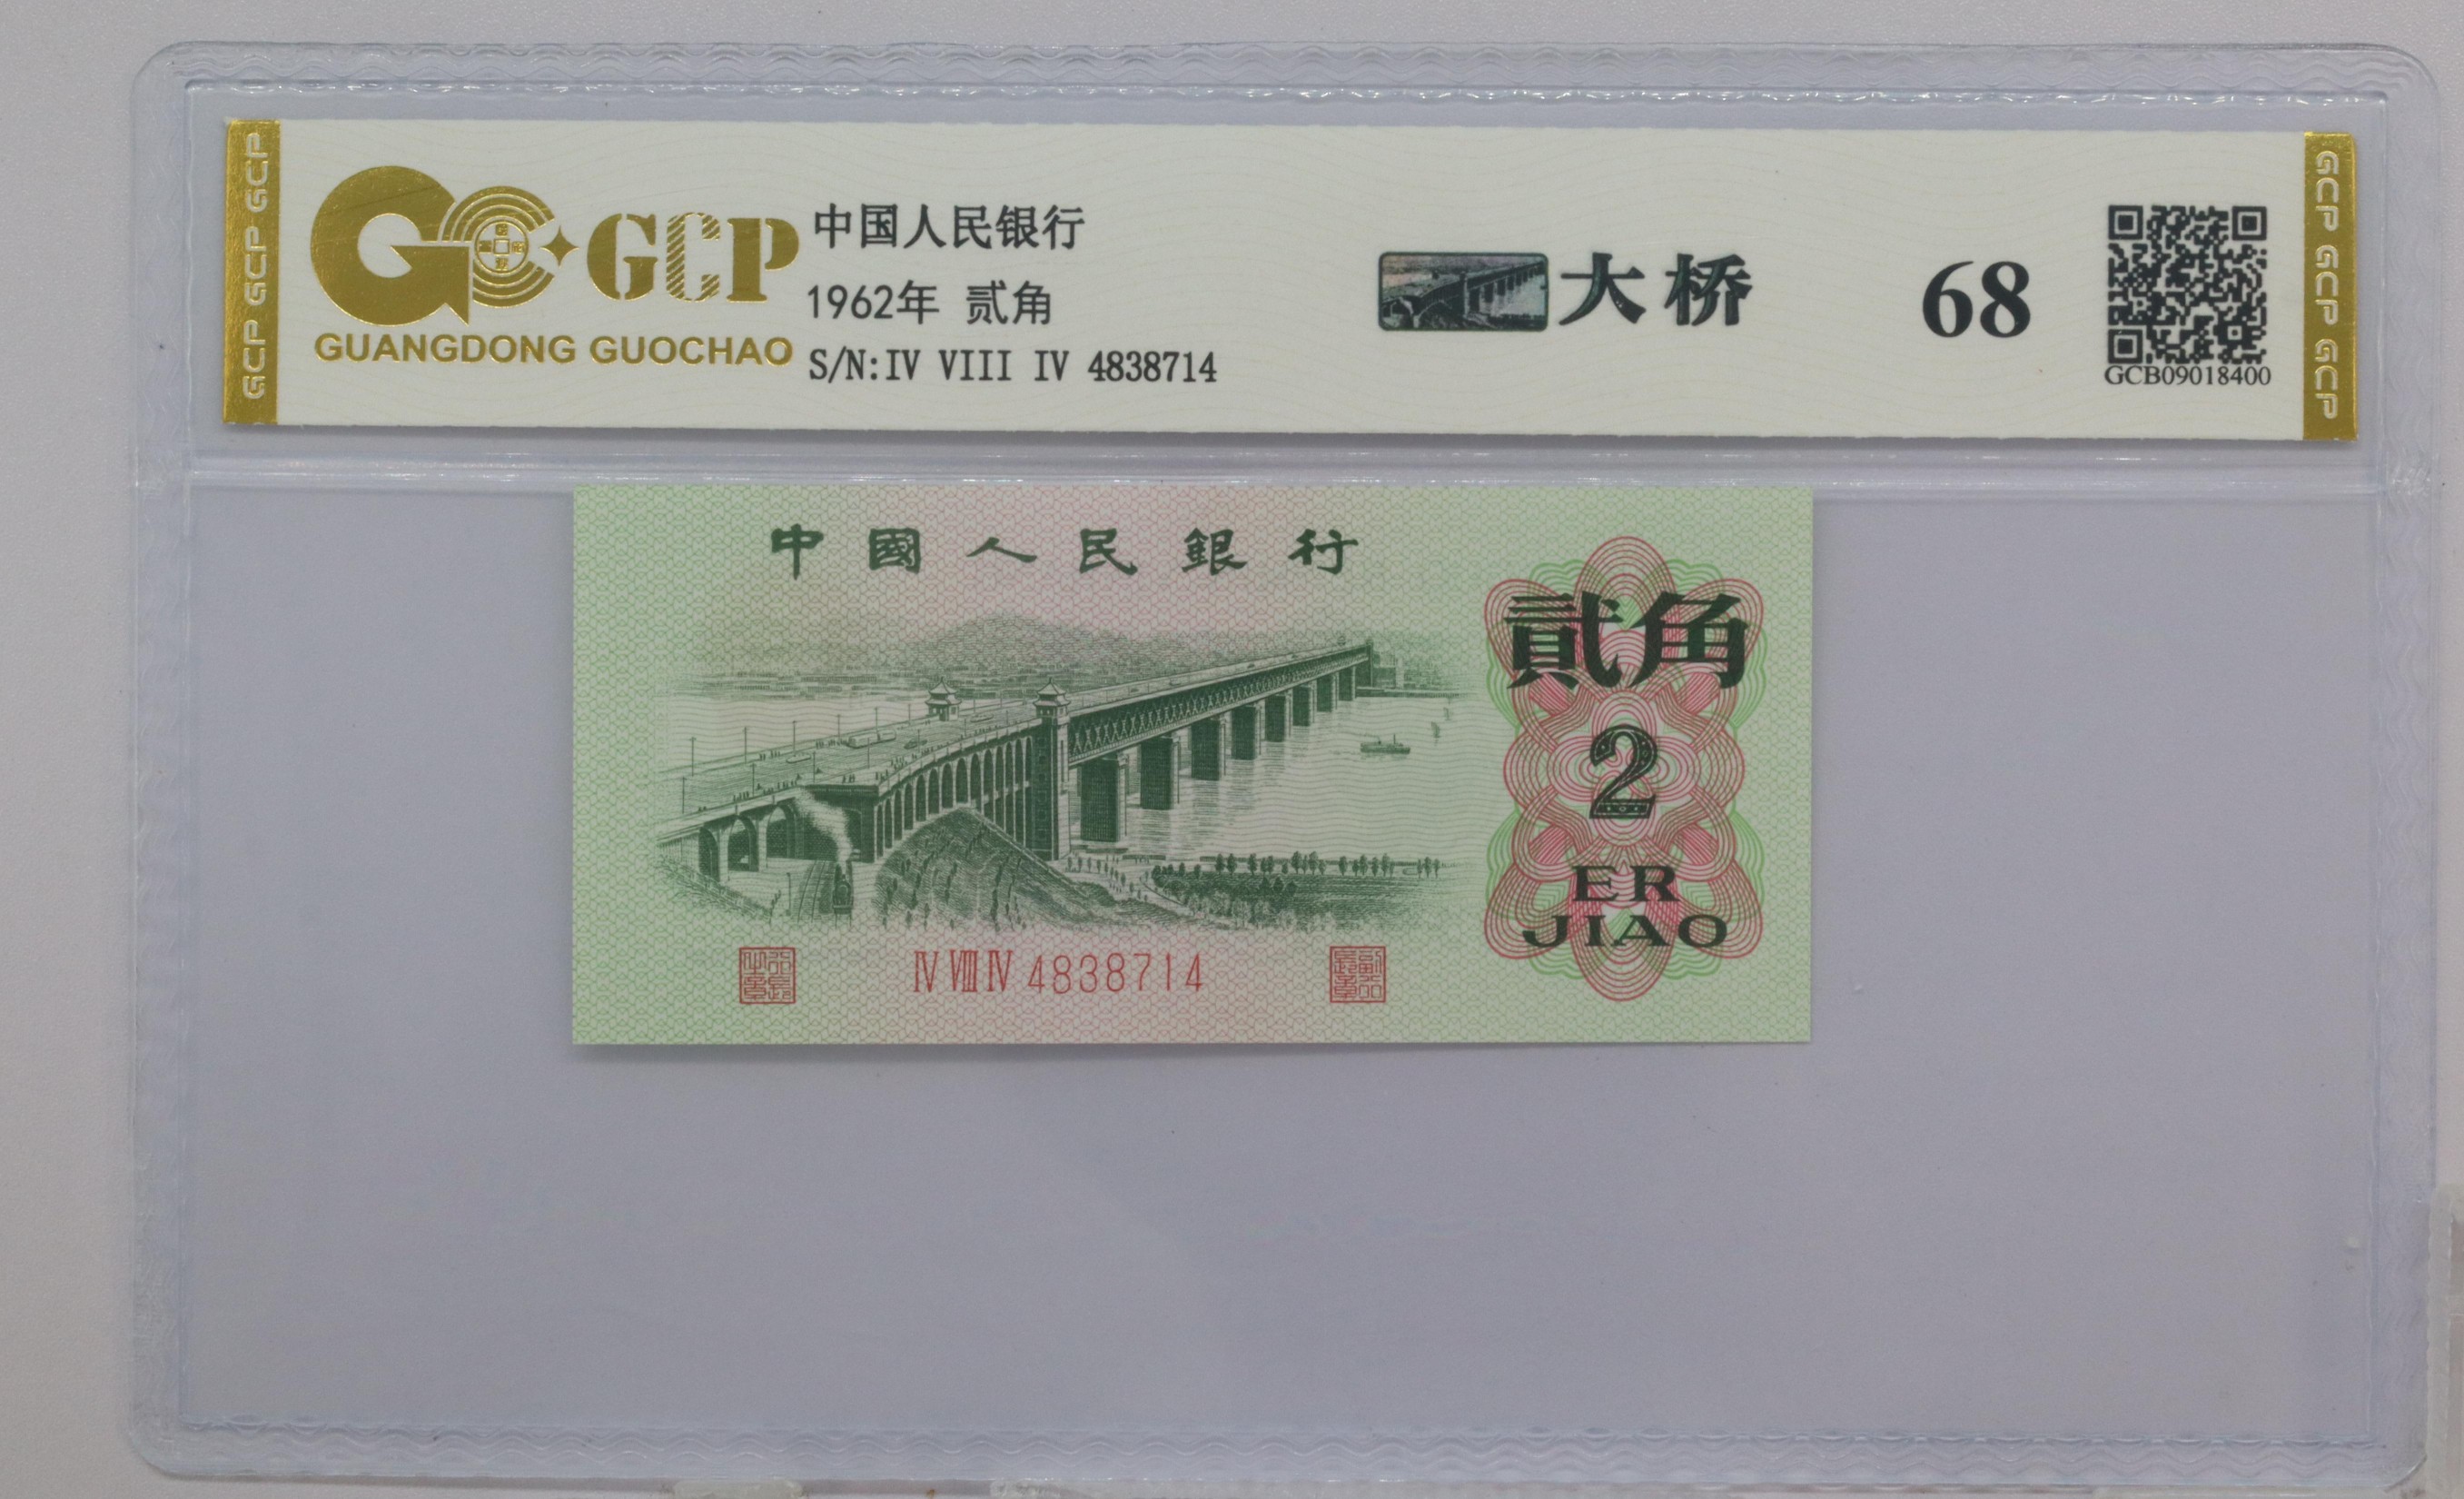 GCP GCP GCP
GCP
GUANGDONG GUOCHAO
中国人民银行
1962年 贰角
S/N:IV VIII IV 4838714
大桥
68
GCB09018400
GCP GCP GCP
中國人民銀行
貳角
2
ER
JIAO
IV VIII IV 4838714